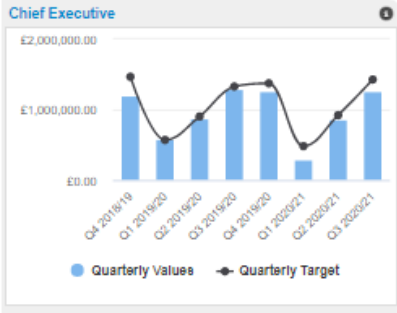 Chief Executive
£2,000,000.00
£1,000,000.00
£0.00
Q4 2018/19
Q1 2019/20
Q2 2019/20
Q3 2019/20
Q4 2019/20
Q1 2020/21
Q2 2020/21
Q3 2020/21
Quarterly Values
Quarterly Target